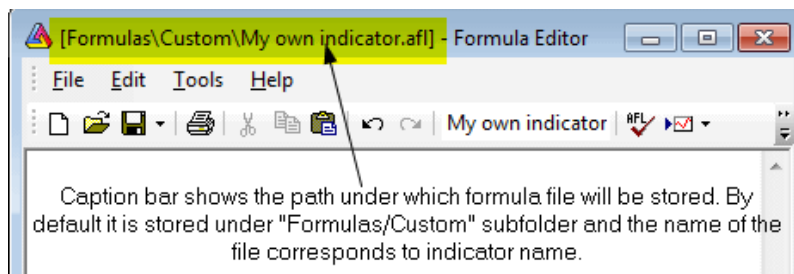 [Formulas\Custom\My own indicator.afl] - Formula Editor
File Edit Tools Help
My own indicator AFL
Caption bar shows the path under which formula file will be stored. By
default it is stored under "Formulas/Custom" subfolder and the name of the
file corresponds to indicator name.